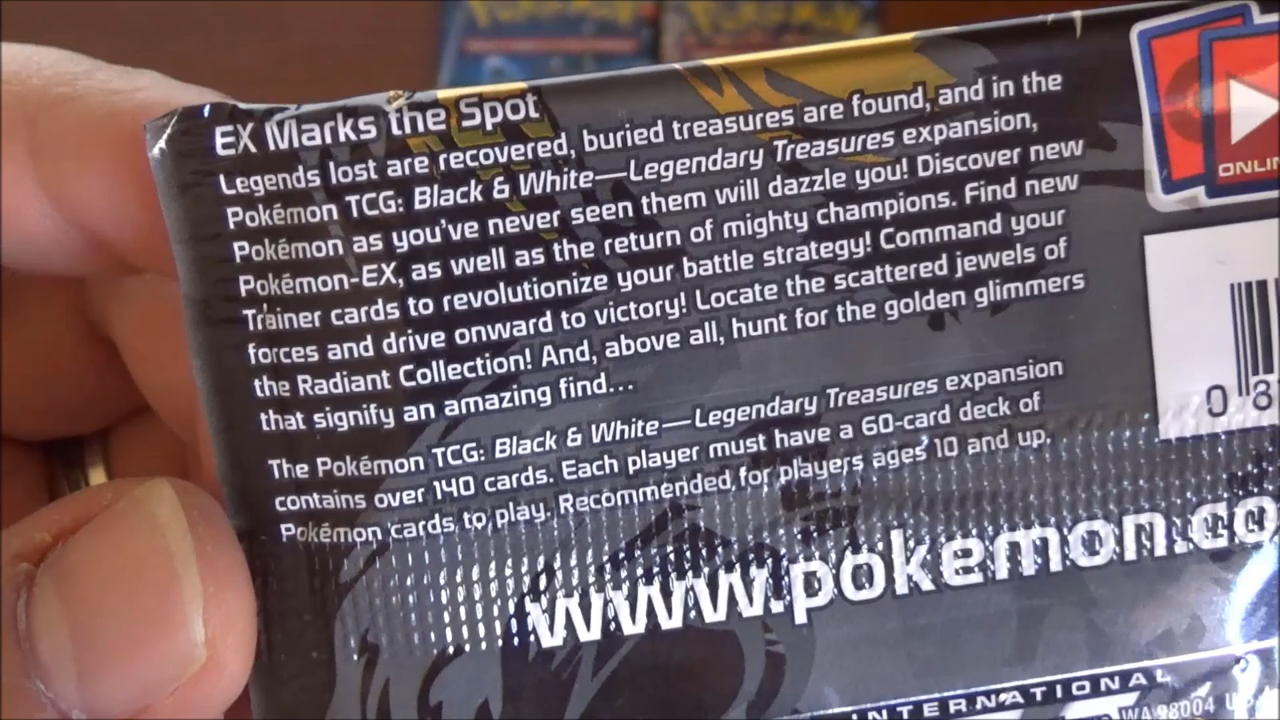 EX Marks the Spot
Legends lost are recovered, buried treasures are found, and in the
Pokémon TCG: Black & White—Legendary Treasures expansion,
Pokémon as you've never seen them will dazzle you! Discover new
Pokémon-EX, as well as the return of mighty champions. Find new
Trainer cards to revolutionize your battle strategy! Command your
forces and drive onward to victory! Locate the scattered jewels of
the Radiant Collection! And, above all, hunt for the golden glimmers
that signify an amazing find...
The Pokémon TCG: Black & White—Legendary Treasures expansion
contains over 140 cards. Each player must have a 60-card deck of
Pokémon cards to play. Recommended for players ages 10 and up.
www.pokemon.co
INTERNATIONAL
WA 98004
ONLIN
0 8